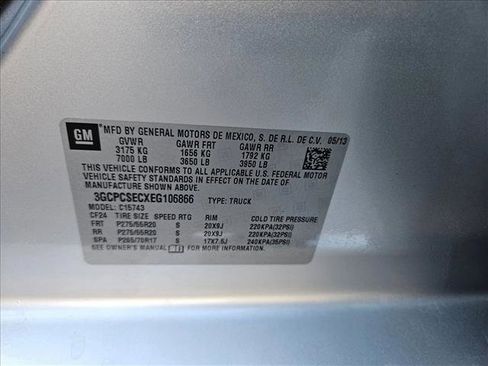 GM MFD BY GENERAL MOTORS DE MEXICO, S. DE R.L. DE C.V. 05/13
GVWR GAWR FRT GAWR RR
3175 KG 1656 KG 1792 KG
7000 LB 3650 LB 3950 LB
THIS VEHICLE CONFORMS TO ALL APPLICABLE U.S. FEDERAL MOTOR
VEHICLE SAFETY STANDARDS IN EFFECT ON THE DATE OF
MANUFACTURE SHOWN ABOVE.
3GCPCSECXEG106866 TYPE: TRUCK
MODEL: C15743
CF24 TIRE SIZE SPEED RTG RIM COLD TIRE PRESSURE
FRT P275/55R20 S 20X9J 220KPA(32PSI)
RR P275/55R20 S 20X9J 220KPA(32PSI)
SPA P265/70R17 S 17X7.5J 240KPA(35PSI)
SEE OWNER'S MANUAL FOR MORE INFORMATION.